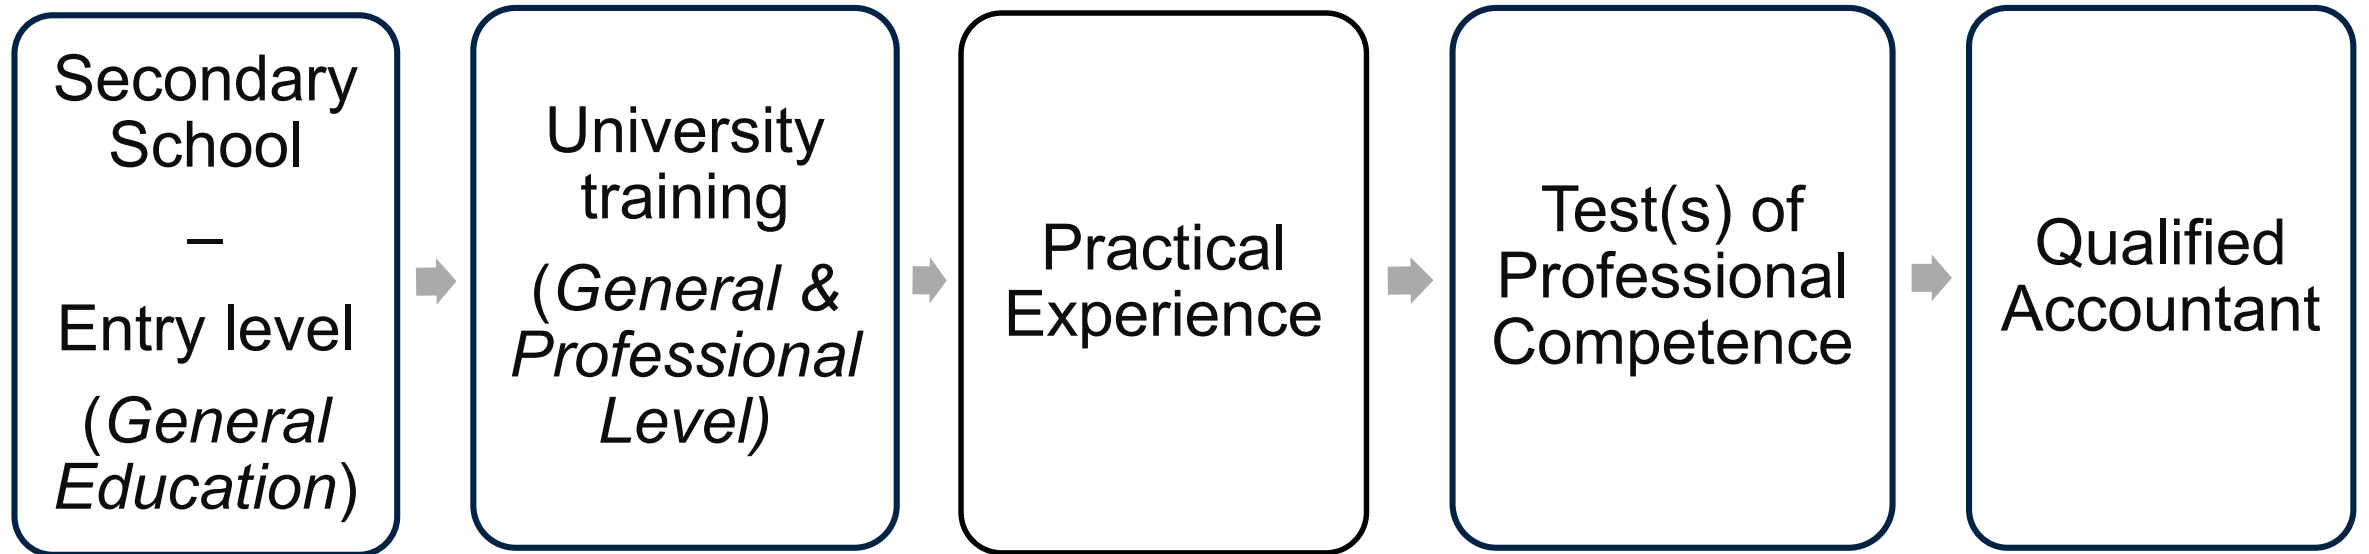 Secondary
School
–
Entry level
(General
Education)
University
training
(General &
Professional
Level)
Practical
Experience
Test(s) of
Professional
Competence
Qualified
Accountant